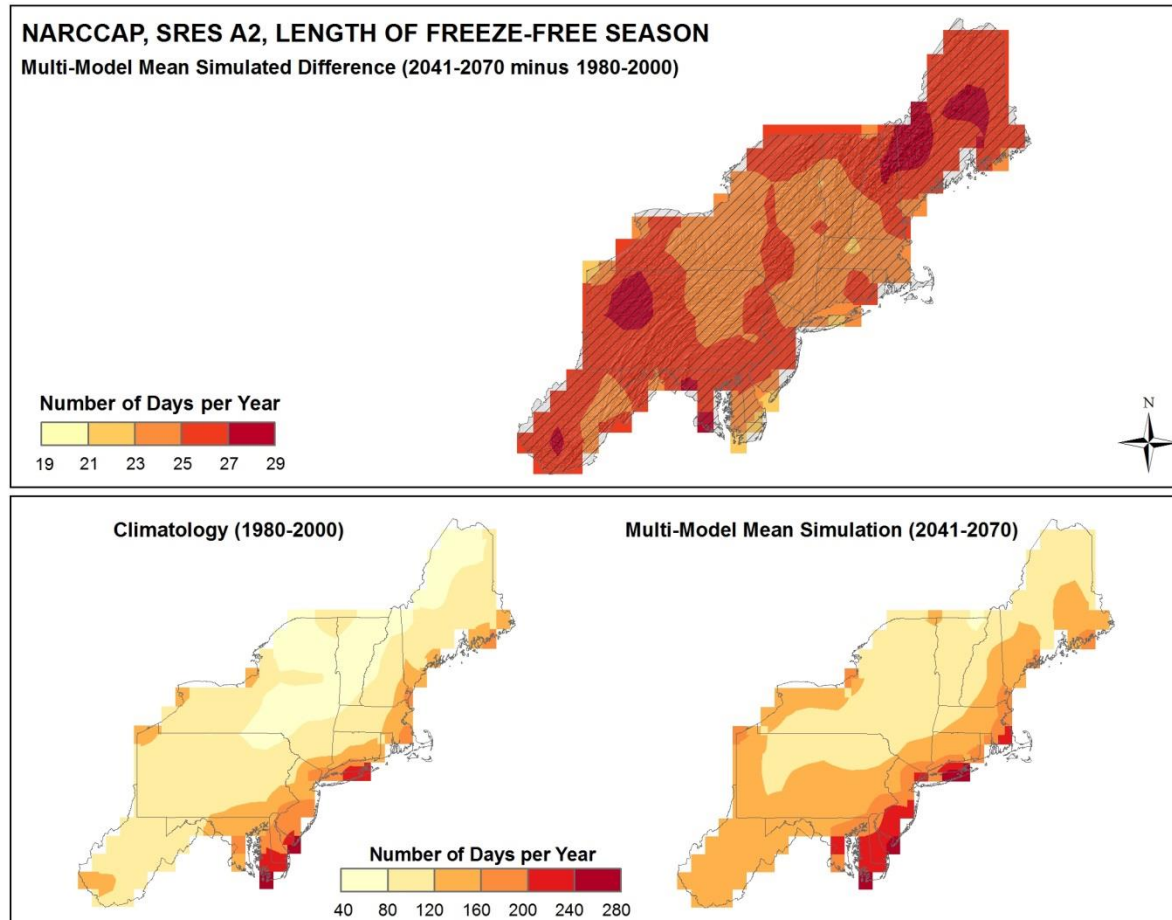 NARCCAP, SRES A2, LENGTH OF FREEZE-FREE SEASON
Multi-Model Mean Simulated Difference (2041-2070 minus 1980-2000)
Number of Days per Year
19 21 23 25 27 29
N
Climatology (1980-2000)
Multi-Model Mean Simulation (2041-2070)
Number of Days per Year
40 80 120 160 200 240 280